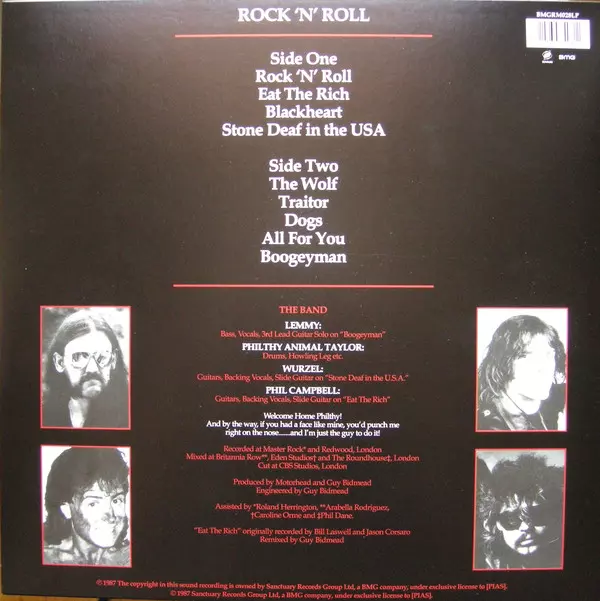 ROCK 'N' ROLL
BMGRM020LP
BMG
Side One
Rock 'N' Roll
Eat The Rich
Blackheart
Stone Deaf in the USA
Side Two
The Wolf
Traitor
Dogs
All For You
Boogeyman
THE BAND
LEMMY:
Bass, Vocals, 3rd Lead Guitar Solo on "Boogeyman"
PHILTHY ANIMAL TAYLOR:
Drums, Howling Leg etc.
WURZEL:
Guitars, Backing Vocals, Slide Guitar on "Stone Deaf in the U.S.A."
PHIL CAMPBELL:
Guitars, Backing Vocals, Slide Guitar on "Eat The Rich"
Welcome Home Philthy!
And by the way, if you had a face like mine, you'd punch me
right on the nose......and I'm just the guy to do it!
Recorded at Master Rock* and Redwood, London
Mixed at Britannia Row**, Eden Studios† and The Roundhouse‡, London
Cut at CBS Studios, London
Produced by Motorhead and Guy Bidmead
Engineered by Guy Bidmead
Assisted by *Roland Herrington, **Arabella Rodriguez,
†Caroline Orme and ‡Phil Dane.
"Eat The Rich" originally recorded by Bill Laswell and Jason Corsaro
Remixed by Guy Bidmead
℗ 1987 The copyright in this sound recording is owned by Sanctuary Records Group Ltd, a BMG company, under exclusive license to [PIAS].
© 1987 Sanctuary Records Group Ltd, a BMG company, under exclusive license to [PIAS].